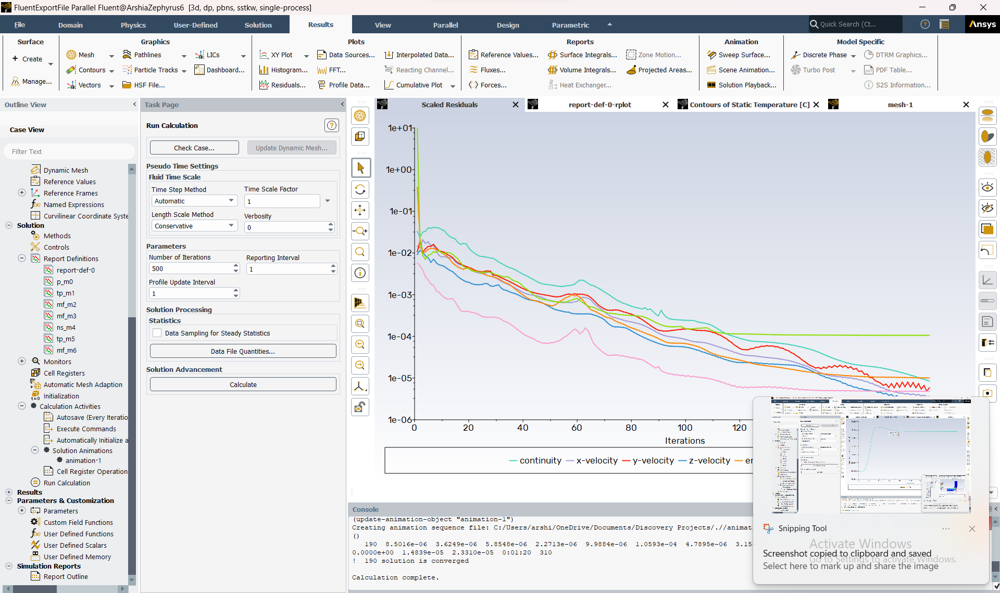 FluentExportFile Parallel Fluent@ArshiaZephyrus6 [3d, dp, pbns, sstkw, single-process]
File Domain Physics User-Defined Solution Results View Parallel Design Parametric
Quick Search (Ct...
Ansys
Surface
Create
Manage...
Graphics
Mesh Pathlines LICs
Contours Particle Tracks Dashboard...
Vectors HSF File...
Plots
XY Plot Data Sources... Interpolated Data...
Histogram... FFT... Reacting Channel...
Residuals... Profile Data... Cumulative Plot
Reports
Reference Values... Surface Integrals... Zone Motion...
Fluxes... Volume Integrals... Projected Areas...
Forces... Heat Exchanger...
Animation
Sweep Surface...
Scene Animation...
Solution Playback...
Model Specific
Discrete Phase DTRM Graphics...
Turbo Post PDF Table...
S2S Information...
Outline View
Case View
Filter Text
Dynamic Mesh
Reference Values
Reference Frames
Named Expressions
Curvilinear Coordinate Syste
Solution
Methods
Controls
Report Definitions
report-def-0
p_m0
tp_m1
mf_m2
mf_m3
ns_m4
tp_m5
mf_m6
Monitors
Cell Registers
Automatic Mesh Adaption
Initialization
Calculation Activities
Autosave (Every Iteratio
Execute Commands
Automatically Initialize a
Solution Animations
animation-1
Cell Register Operation
Run Calculation
Results
Parameters & Customization
Parameters
Custom Field Functions
User Defined Functions
User Defined Scalars
User Defined Memory
Simulation Reports
Report Outline
Task Page
Run Calculation
Check Case... Update Dynamic Mesh...
Pseudo Time Settings
Fluid Time Scale
Time Step Method Time Scale Factor
Automatic 1
Length Scale Method Verbosity
Conservative 0
Parameters
Number of Iterations Reporting Interval
500 1
Profile Update Interval
1
Solution Processing
Statistics
Data Sampling for Steady Statistics
Data File Quantities...
Solution Advancement
Calculate
Scaled Residuals report-def-0-rplot Contours of Static Temperature [C] mesh-1
1e+01
1e+00
1e-01
1e-02
1e-03
1e-04
1e-05
1e-06
0 20 40 60 80 100 120
Iterations
continuity x-velocity y-velocity z-velocity er
Console
(update-animation-object "animation-1")
Creating animation sequence file: C:/Users/arshi/OneDrive/Documents/Discovery Projects/.//animat
()
190 8.5016e-06 3.6249e-06 5.8548e-06 2.2713e-06 9.9884e-06 1.0593e-04 4.7895e-06 3.15
0.0000e+00 1.4839e-05 2.3310e-05 0:01:20 310
! 190 solution is converged
Calculation complete.
Snipping Tool
Activate Windows
Screenshot copied to clipboard and saved
Go to Settings to activate Windows.
Select here to mark up and share the image